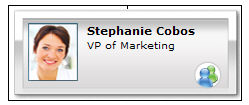 Stephanie Cobos
VP of Marketing